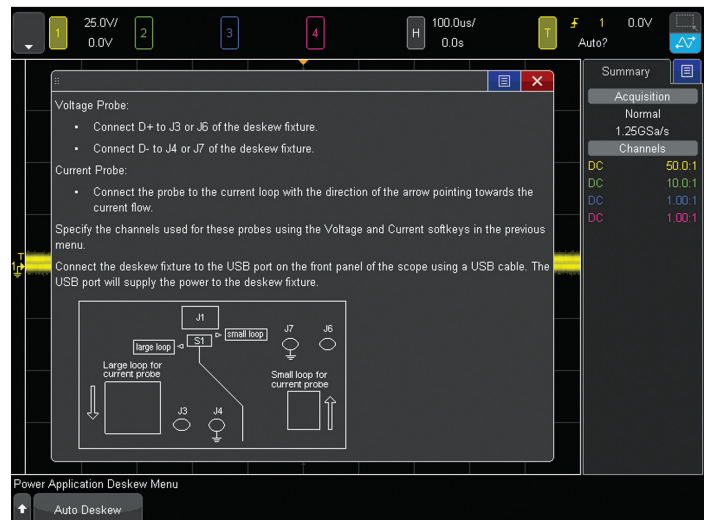 1 25.0V/ 2 3 4 H 100.0us/ T 1 0.0V
0.0V 0.0s Auto?
Summary
Acquisition
Normal
1.25GSa/s
Channels
DC 50.0:1
DC 10.0:1
DC 1.00:1
DC 1.00:1
Voltage Probe:
• Connect D+ to J3 or J6 of the deskew fixture.
• Connect D- to J4 or J7 of the deskew fixture.
Current Probe:
• Connect the probe to the current loop with the direction of the arrow pointing towards the
current flow.
Specify the channels used for these probes using the Voltage and Current softkeys in the previous
menu.
Connect the deskew fixture to the USB port on the front panel of the scope using a USB cable. The
USB port will supply the power to the deskew fixture.
J1
large loop S1 small loop J7 J6
Large loop for
current probe
Small loop for
current probe
J3 J4
T
1
Power Application Deskew Menu
Auto Deskew